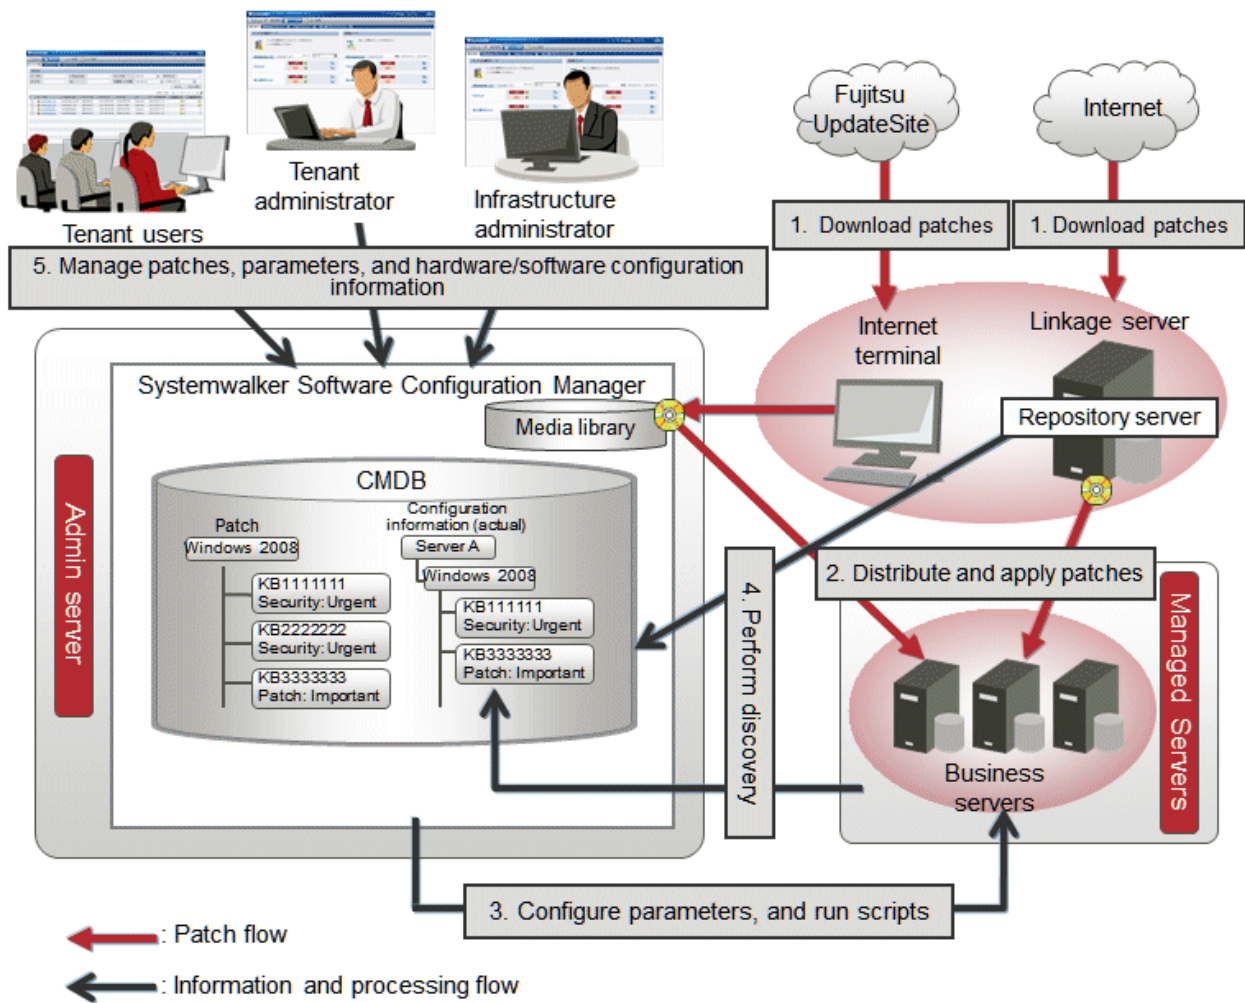 Fujitsu
UpdateSite
Internet
Tenant
administrator
Infrastructure
administrator
Tenant users
1. Download patches
1. Download patches
5. Manage patches, parameters, and hardware/software configuration
information
Internet
terminal
Linkage server
Repository server
Systemwalker Software Configuration Manager
Media library
CMDB
Patch
Windows 2008
KB1111111
Security: Urgent
KB2222222
Security: Urgent
KB3333333
Patch: Important
Configuration
information (actual)
Server A
Windows 2008
KB111111
Security: Urgent
KB3333333
Patch: Important
Admin server
2. Distribute and apply patches
4. Perform discovery
Managed Servers
Business
servers
3. Configure parameters, and run scripts
: Patch flow
: Information and processing flow